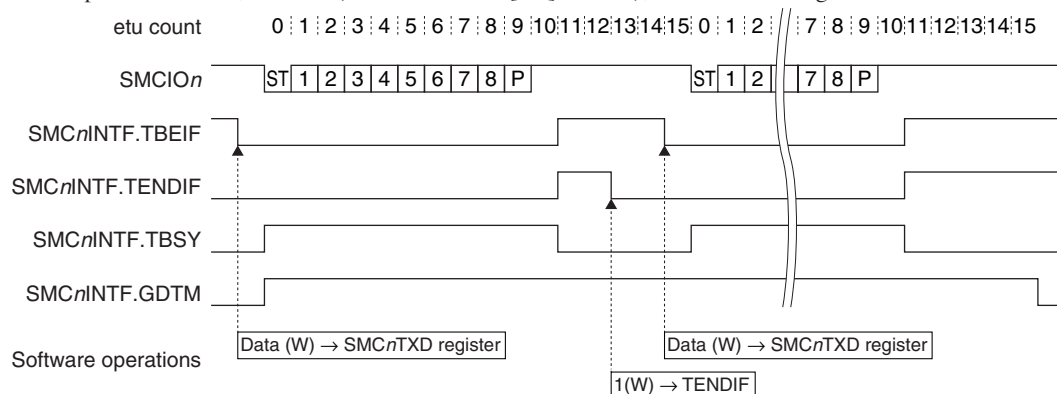 etu count 0 1 2 3 4 5 6 7 8 9 10 11 12 13 14 15 0 1 2 7 8 9 10 11 12 13 14 15
SMCIOn ST 1 2 3 4 5 6 7 8 P ST 1 2 7 8 P
SMCnINTF.TBEIF
SMCnINTF.TENDIF
SMCnINTF.TBSY
SMCnINTF.GDTM
Software operations
Data (W) → SMCnTXD register Data (W) → SMCnTXD register
1(W) → TENDIF